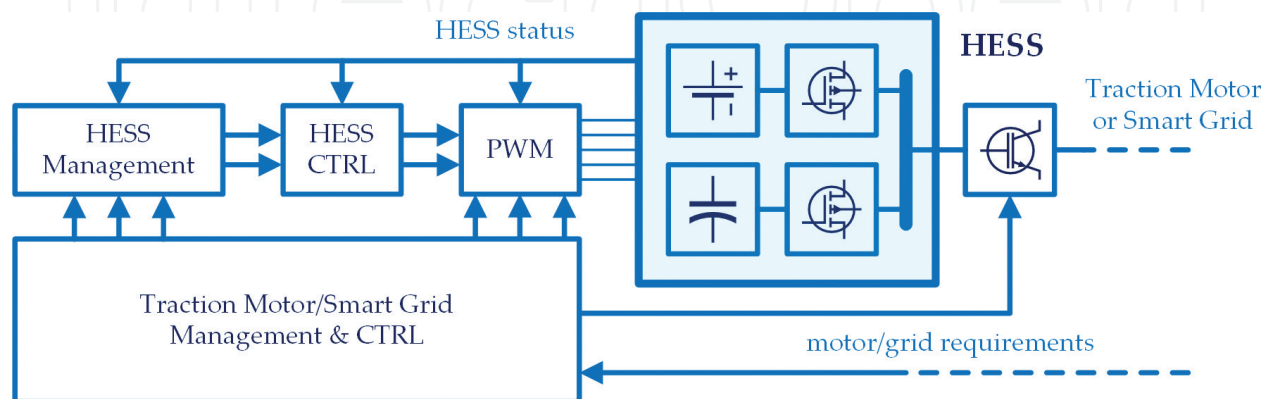 HESS status
HESS
Traction Motor
or Smart Grid
HESS
Management
HESS
CTRL
PWM
+
-
Traction Motor/Smart Grid
Management & CTRL
motor/grid requirements